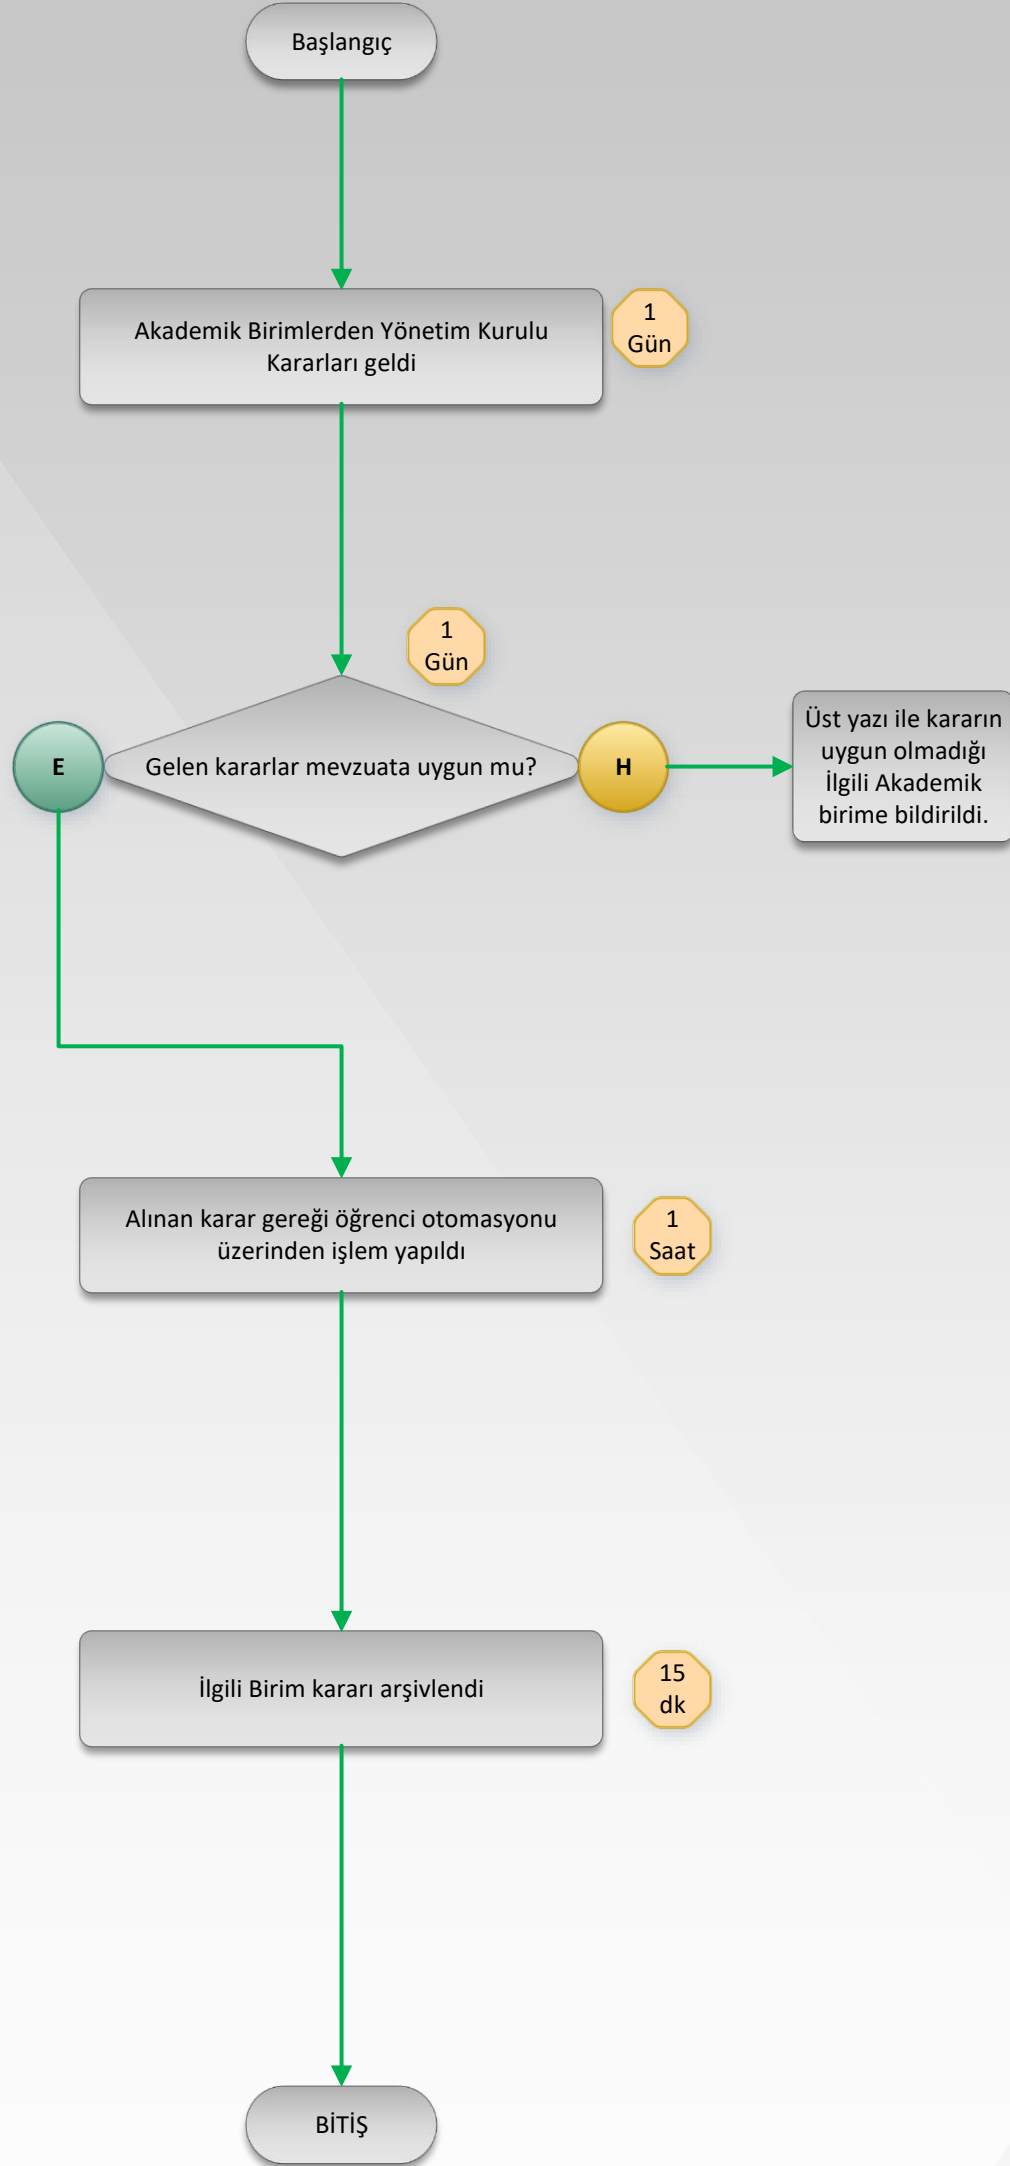 Başlangıç
Akademik Birimlerden Yönetim Kurulu
Kararları geldi
1
Gün
1
Gün
E
Gelen kararlar mevzuata uygun mu?
H
Üst yazı ile kararın
uygun olmadığı
İlgili Akademik
birime bildirildi.
Alınan karar gereği öğrenci otomasyonu
üzerinden işlem yapıldı
1
Saat
İlgili Birim kararı arşivlendi
15
dk
BİTİŞ